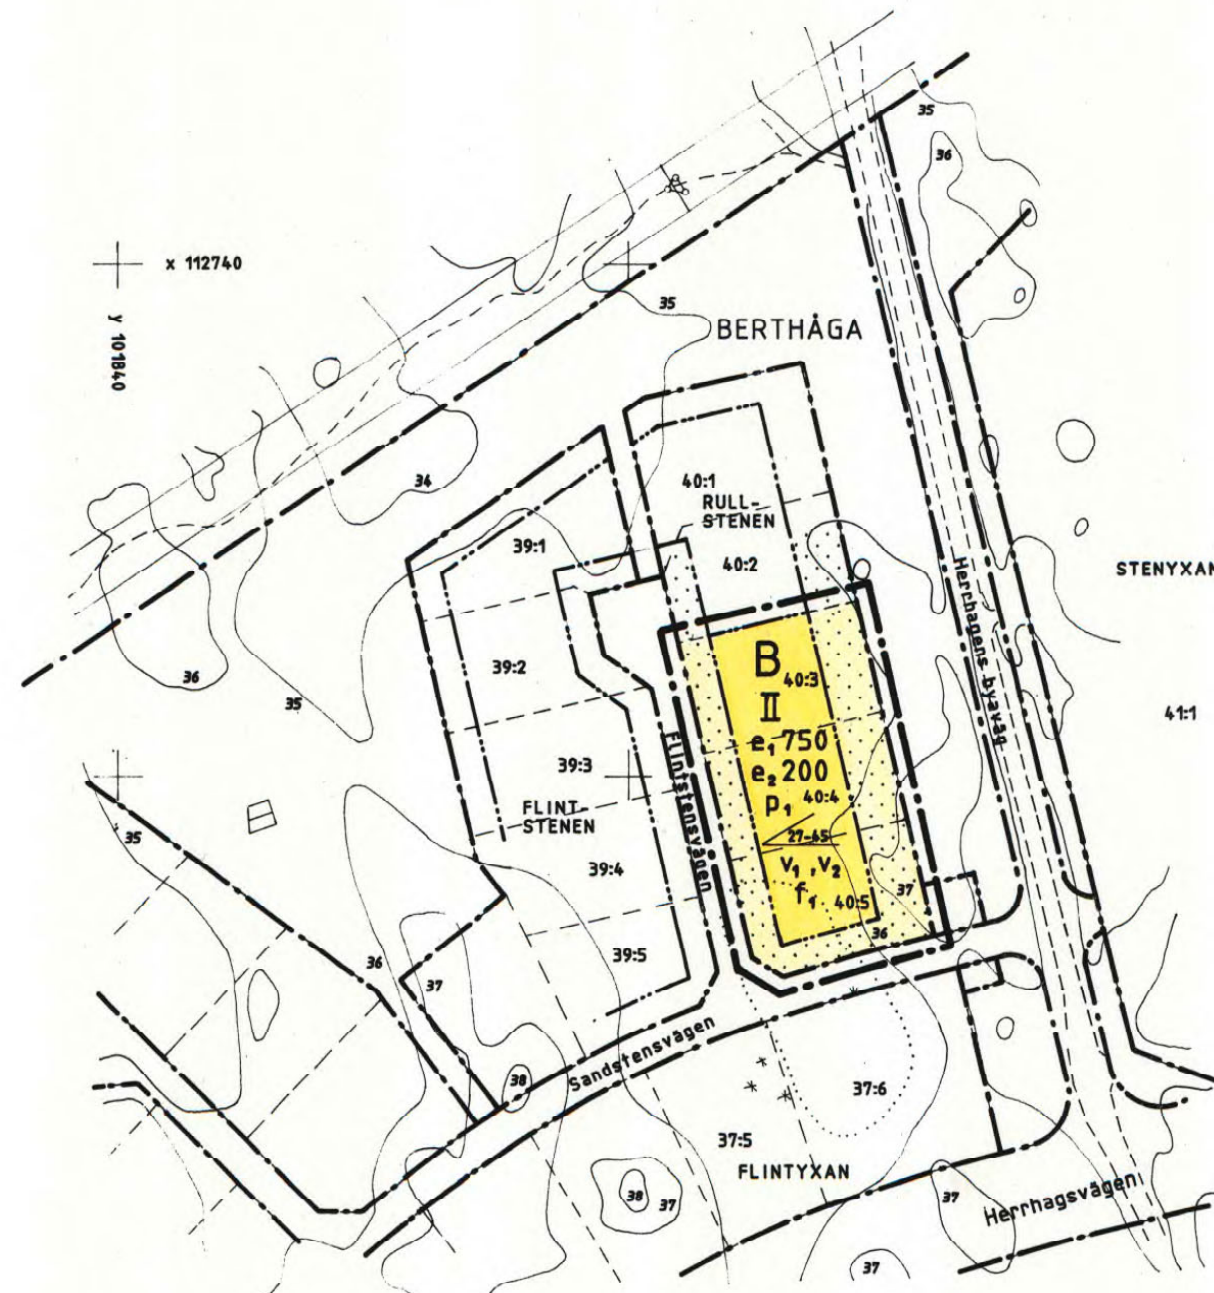 35
36
x 112740
y 101840
35
BERTHÅGA
34
40:1
RULL-
STENEN
39:1
40:2
STENYXAN
Herrhagens byaväg
36
35
39:2
B
40:3
II
41:1
e₁ 750
Flintstensvägen
39:3
e₂ 200
p₁ 40:4
FLINT-
STENEN
35
27-45
39:4
v₁, v₂
f₁ 40:5
37
36
39:5
36
37
Sandstensvägen
38
37:6
37:5
FLINTYXAN
38
37
37
Herrhagsvägen
37